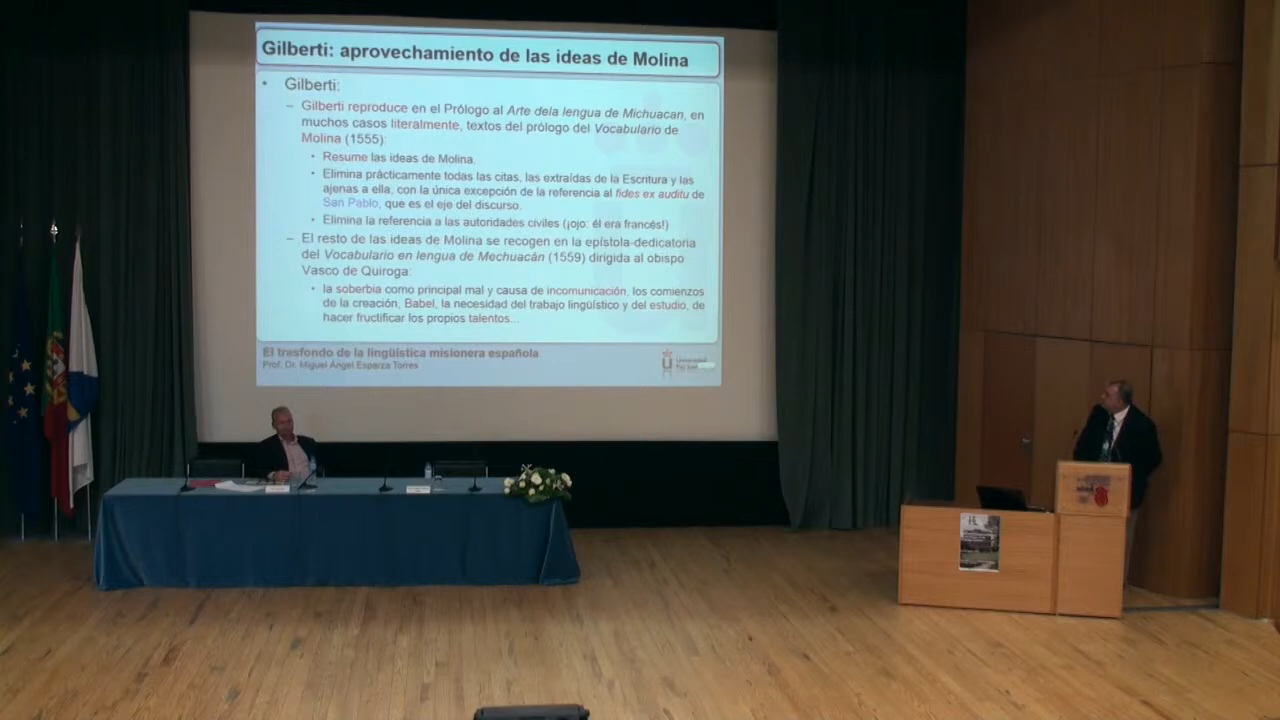 Gilberti: aprovechamiento de las ideas de Molina
• Gilberti:
– Gilberti reproduce en el Prólogo al Arte dela lengua de Michuacan, en
muchos casos literalmente, textos del prólogo del Vocabulario de
Molina (1555):
• Resume las ideas de Molina.
• Elimina prácticamente todas las citas, las extraídas de la Escritura y las
ajenas a ella, con la única excepción de la referencia al fides ex auditu de
San Pablo, que es el eje del discurso.
• Elimina la referencia a las autoridades civiles (¡ojo: él era francés!)
– El resto de las ideas de Molina se recogen en la epístola-dedicatoria
del Vocabulario en lengua de Mechuacán (1559) dirigida al obispo
Vasco de Quiroga:
• la soberbia como principal mal y causa de incomunicación, los comienzos
de la creación, Babel, la necesidad del trabajo lingüístico y del estudio, de
hacer fructificar los propios talentos...
El trasfondo de la lingüística misionera española
Prof. Dr. Miguel Ángel Esparza Torres
Universidad